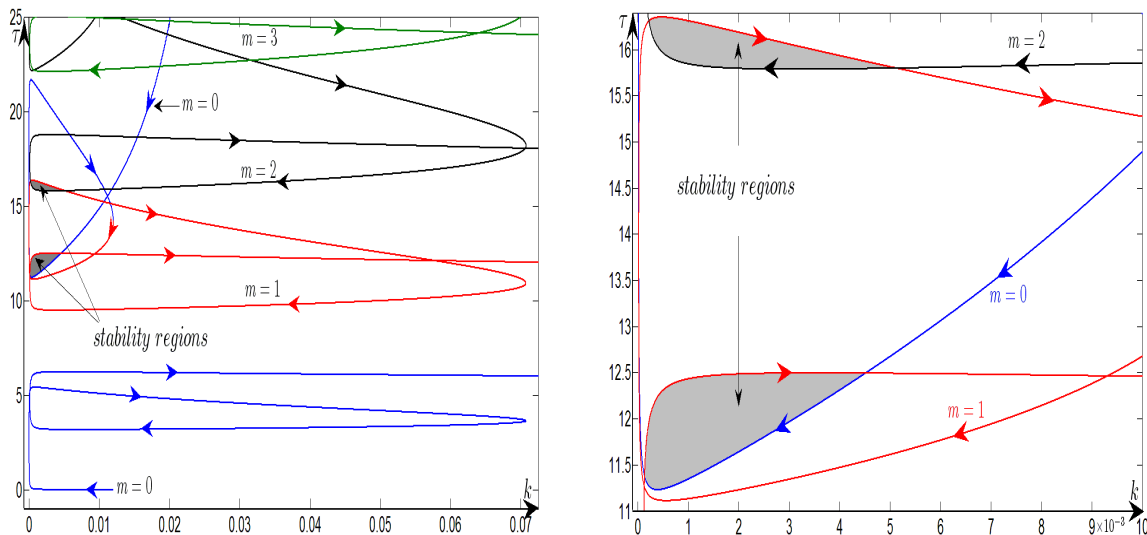 25
τ
20
15
10
5
0
m = 3
m = 0
m = 2
m = 1
stability regions
m = 0
k
0 0.01 0.02 0.03 0.04 0.05 0.06 0.07
τ
16
15.5
15
14.5
14
13.5
13
12.5
12
11.5
11
m = 2
stability regions
m = 0
m = 1
k
0 1 2 3 4 5 6 7 8 9 ×10⁻³ 10